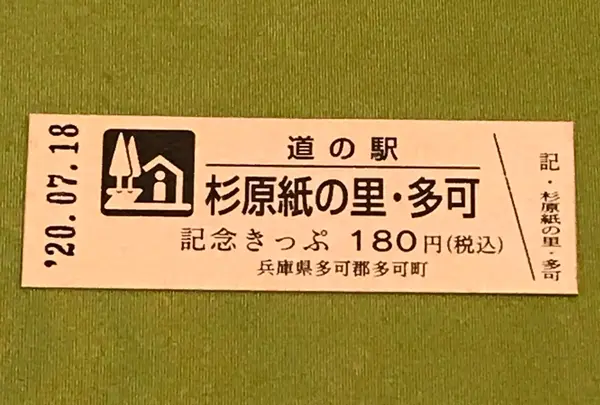 '20.07.18
道の駅
杉原紙の里・多可
記念きっぷ 180円(税込)
兵庫県多可郡多可町
記・杉原紙の里・多可